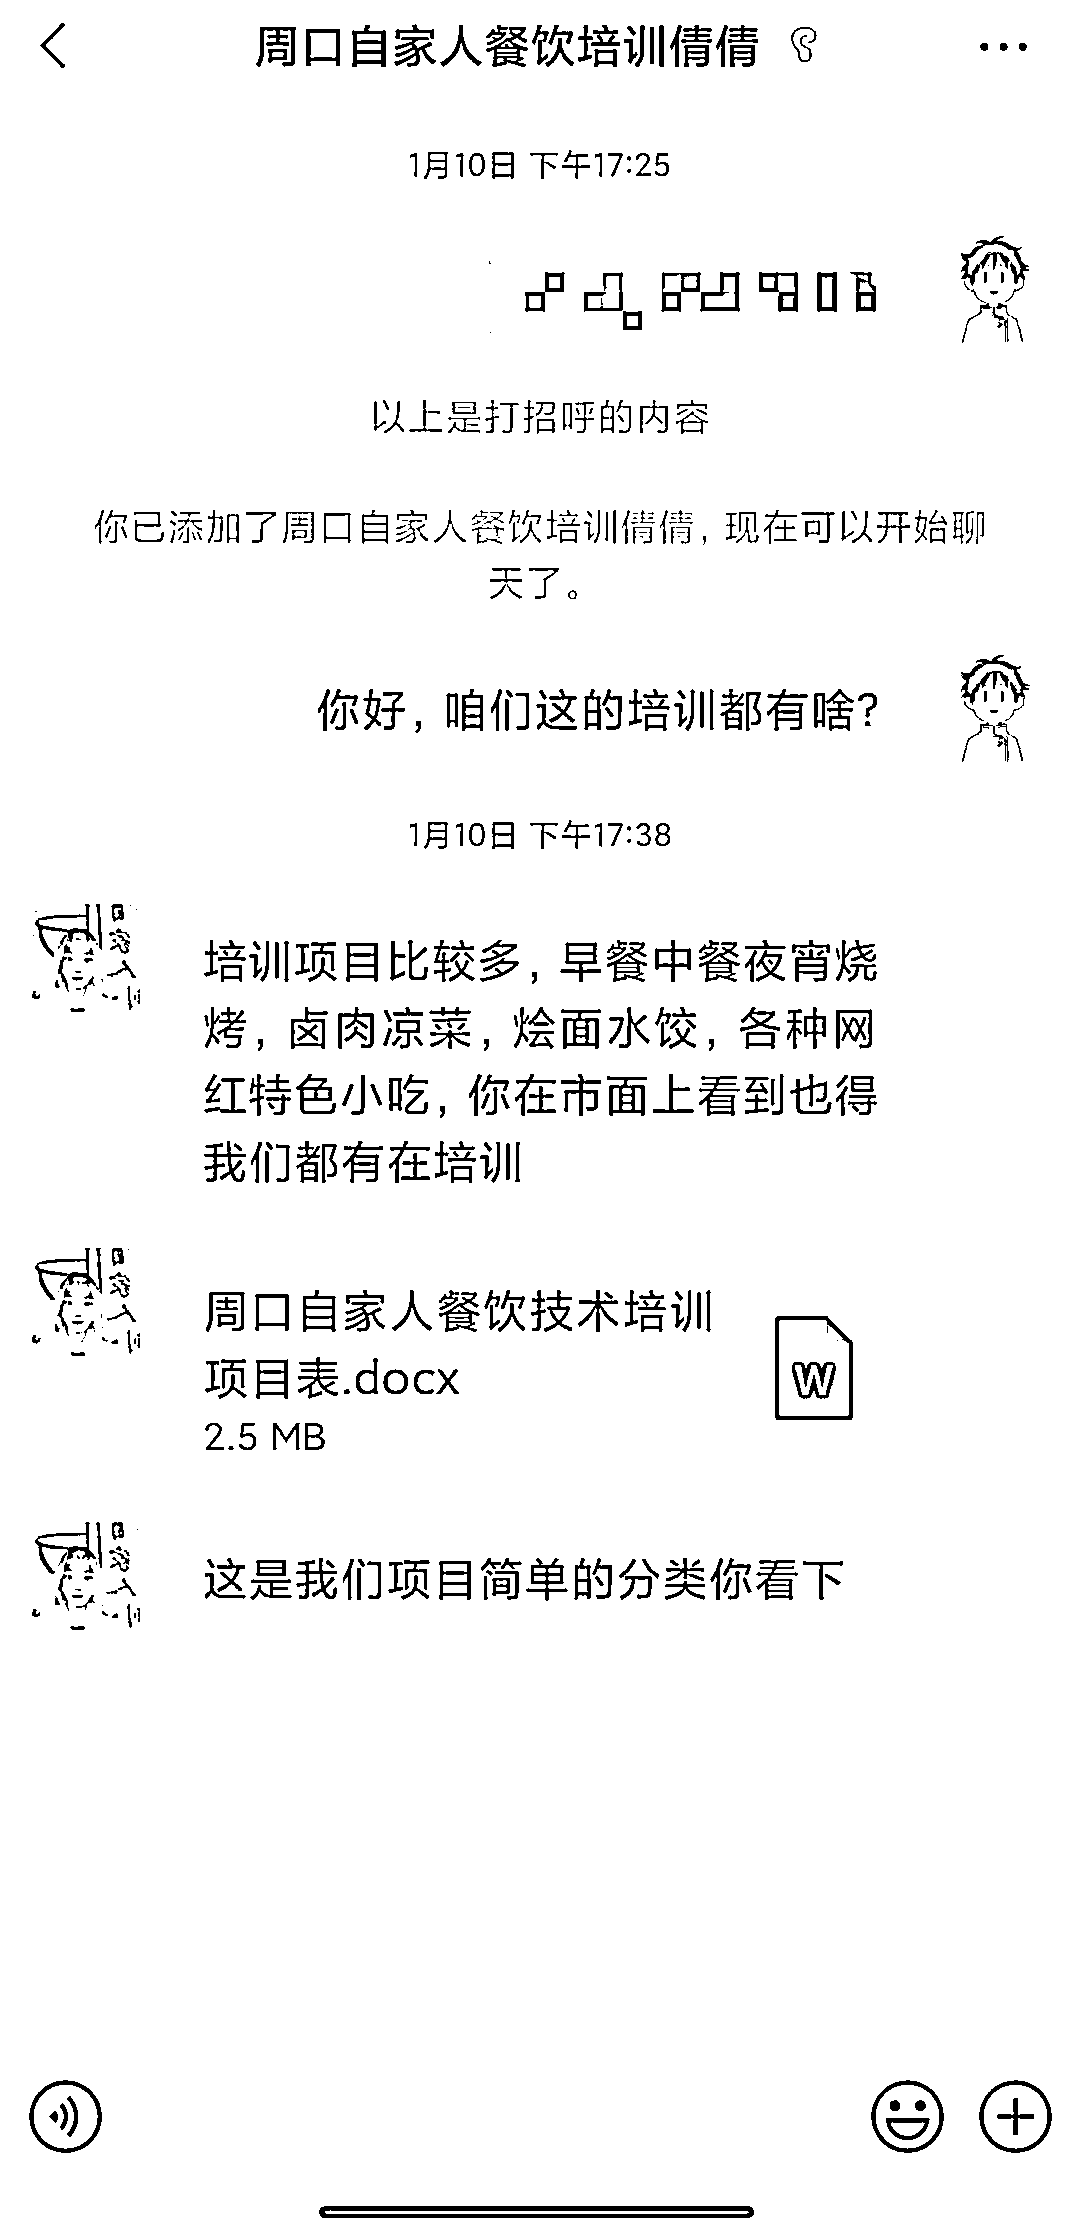 周口自家人餐饮培训倩倩
1月10日 下午17:25
以上是打招呼的内容
你已添加了周口自家人餐饮培训倩倩，现在可以开始聊
天了。
你好，咱们这的培训都有啥？
1月10日 下午17:38
培训项目比较多，早餐中餐夜宵烧
烤，卤肉凉菜，烩面水饺，各种网
红特色小吃，你在市面上看到也得
我们都有在培训
周口自家人餐饮技术培训
项目表.docx
2.5 MB
W
这是我们项目简单的分类你看下